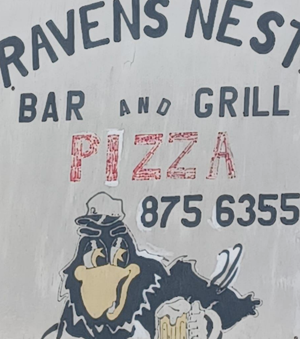 RAVENS NEST
BAR AND GRILL
PIZZA
875 6355